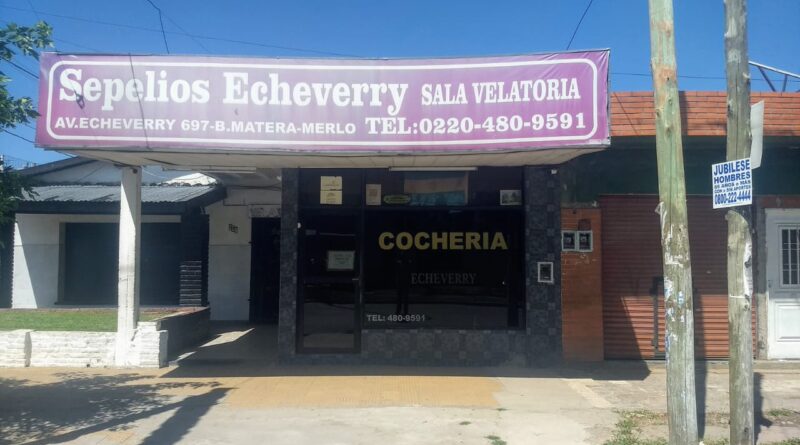 Sepelios Echeverry SALA VELATORIA
AV.ECHEVERRY 697-B.MATERA-MERLO TEL:0220-480-9591
COCHERIA
ECHEVERRY
TEL: 480-9591
JUBILESE
HOMBRES
0800-222-4444